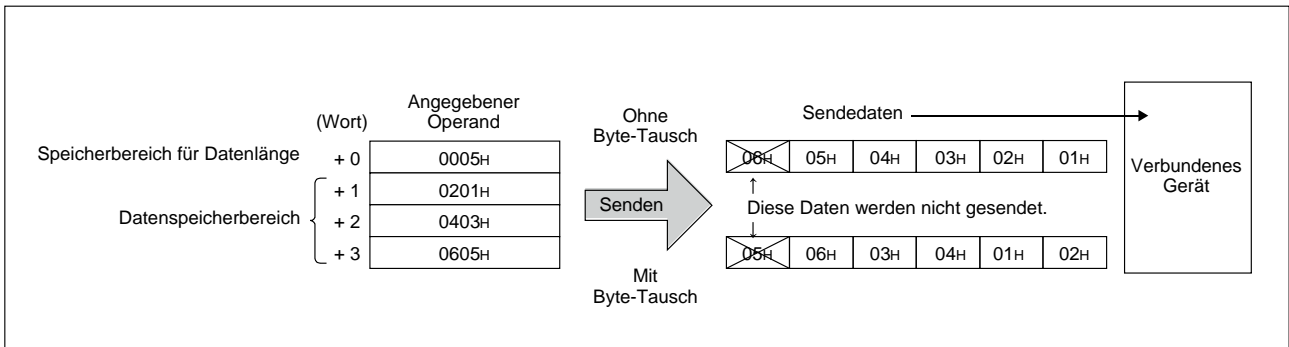 Angegebener
Operand
(Wort)
Speicherbereich für Datenlänge
+ 0
0005H
Datenspeicherbereich
+ 1
0201H
+ 2
0403H
+ 3
0605H
Ohne
Byte-Tausch
Senden
Mit
Byte-Tausch
Sendedaten
06H 05H 04H 03H 02H 01H
Diese Daten werden nicht gesendet.
05H 06H 03H 04H 01H 02H
Verbundenes
Gerät